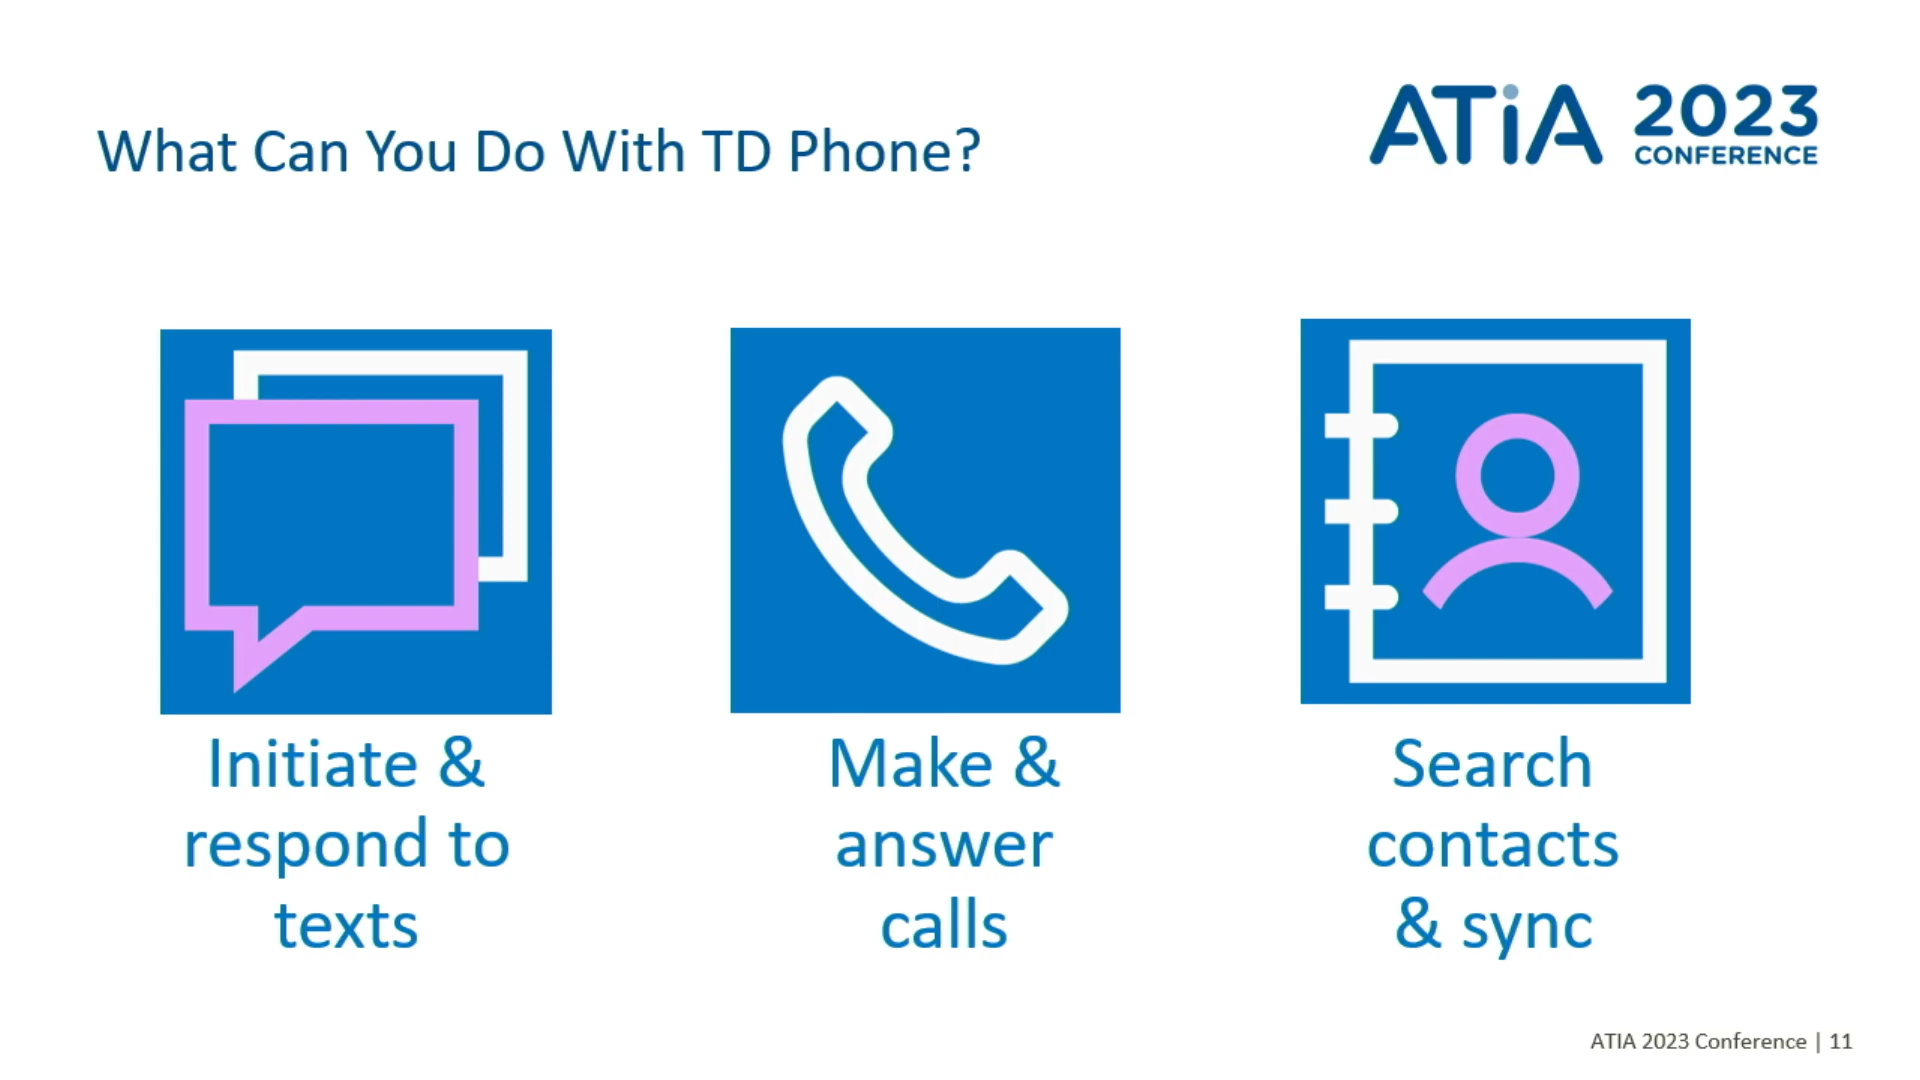 What Can You Do With TD Phone?
ATiA 2023
CONFERENCE
Initiate &
respond to
texts
Make &
answer
calls
Search
contacts
& sync
ATIA 2023 Conference | 11